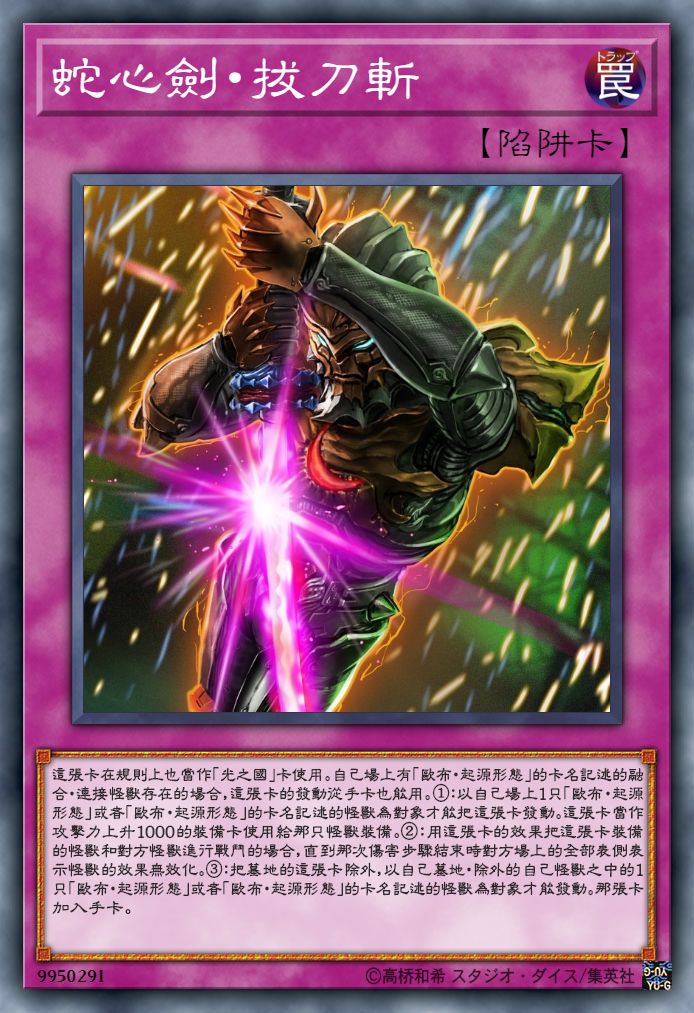 蛇心劍・拔刀斬
トラップ
罠
【陷阱卡】
這張卡在規則上也當作「光之國」卡使用。自己場上有「歐布・起源形態」的卡名記述的融
合・連接怪獸存在的場合，這張卡的發動從手卡也能用。①：以自己場上1只「歐布・起源
形態」或者「歐布・起源形態」的卡名記述的怪獸為對象才能把這張卡發動。這張卡當作
攻擊力上升1000的裝備卡使用給那只怪獸裝備。②：用這張卡的效果把這張卡裝備
的怪獸和對方怪獸進行戰鬥的場合，直到那次傷害步驟結束時對方場上的全部表側表
示怪獸的效果無效化。③：把墓地的這張卡除外，以自己墓地・除外的自己怪獸之中的1
只「歐布・起源形態」或者「歐布・起源形態」的卡名記述的怪獸為對象才能發動。那張卡
加入手卡。
9950291
©高桥和希 スタジオ・ダイス/集英社
YU-G